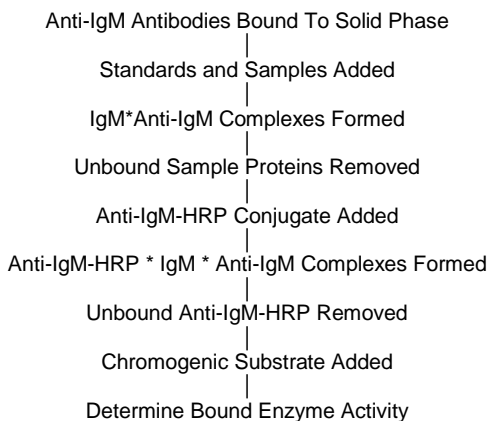 Anti-IgM Antibodies Bound To Solid Phase
Standards and Samples Added
IgM*Anti-IgM Complexes Formed
Unbound Sample Proteins Removed
Anti-IgM-HRP Conjugate Added
Anti-IgM-HRP * IgM * Anti-IgM Complexes Formed
Unbound Anti-IgM-HRP Removed
Chromogenic Substrate Added
Determine Bound Enzyme Activity